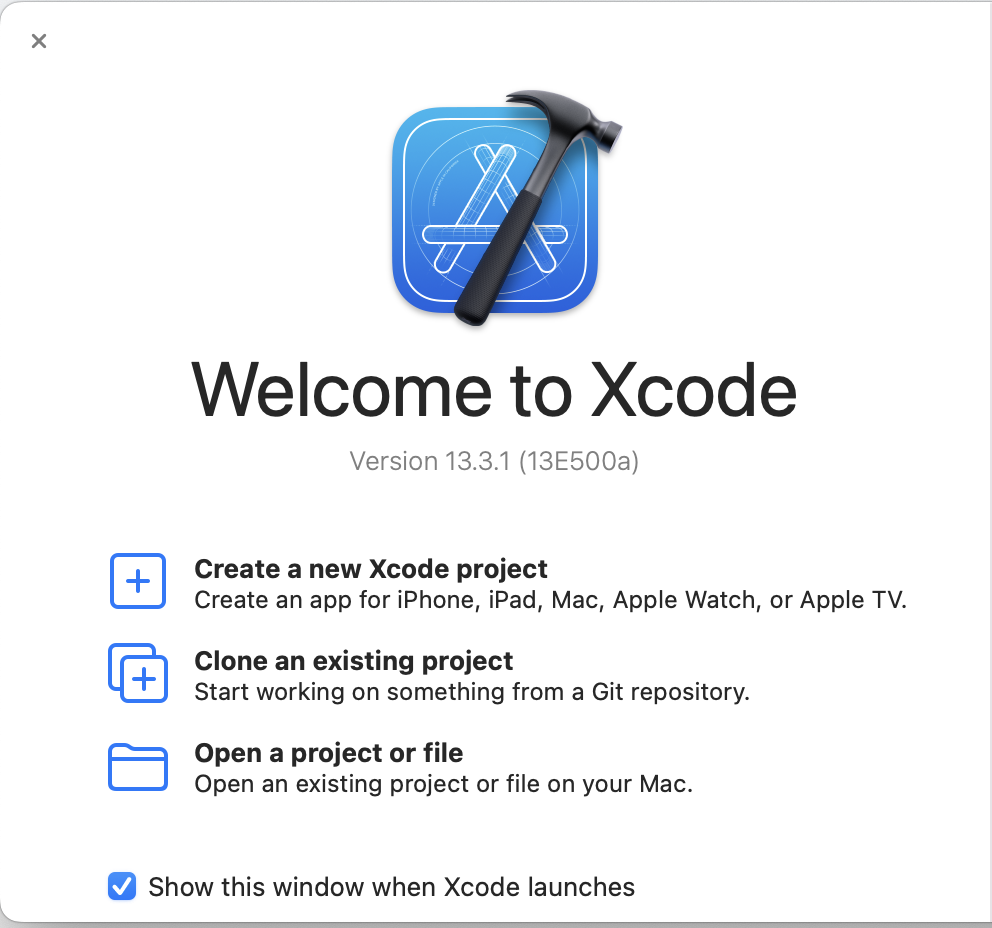 Welcome to Xcode
Version 13.3.1 (13E500a)
Create a new Xcode project
Create an app for iPhone, iPad, Mac, Apple Watch, or Apple TV.
Clone an existing project
Start working on something from a Git repository.
Open a project or file
Open an existing project or file on your Mac.
Show this window when Xcode launches